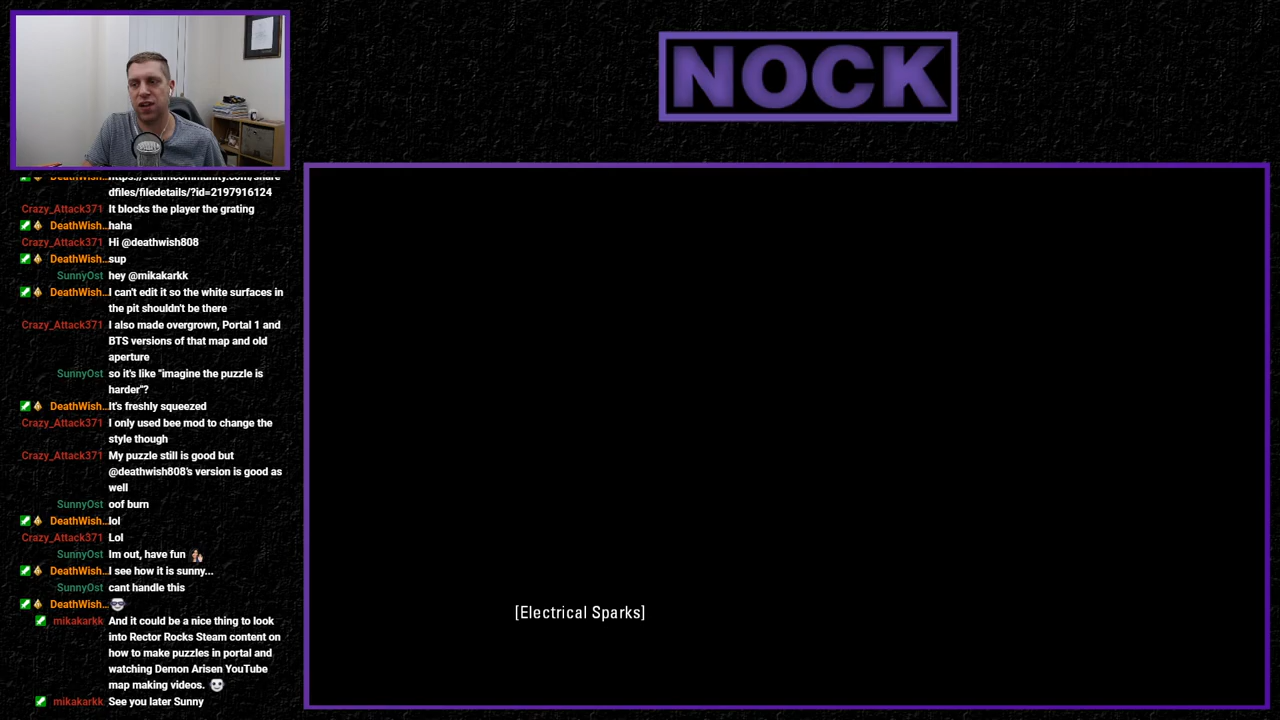 NOCK
DeathWish... https://steamcommunity.com/share
dfiles/filedetails/?id=2197916124
Crazy_Attack371 It blocks the player the grating
DeathWish... haha
Crazy_Attack371 Hi @deathwish808
DeathWish... sup
SunnyOst hey @mikakarkk
DeathWish... I can't edit it so the white surfaces in
the pit shouldn't be there
Crazy_Attack371 I also made overgrown, Portal 1 and
BTS versions of that map and old
aperture
SunnyOst so it's like "imagine the puzzle is
harder"?
DeathWish... It's freshly squeezed
Crazy_Attack371 I only used bee mod to change the
style though
Crazy_Attack371 My puzzle still is good but
@deathwish808's version is good as
well
SunnyOst oof burn
DeathWish... lol
Crazy_Attack371 Lol
SunnyOst Im out, have fun
DeathWish... I see how it is sunny...
SunnyOst cant handle this
DeathWish...
mikakarkk And it could be a nice thing to look
into Rector Rocks Steam content on
how to make puzzles in portal and
watching Demon Arisen YouTube
map making videos.
mikakarkk See you later Sunny
[Electrical Sparks]